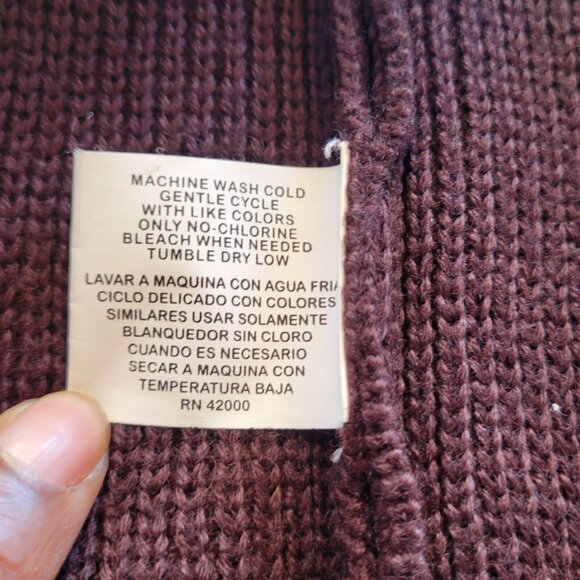 MACHINE WASH COLD
GENTLE CYCLE
WITH LIKE COLORS
ONLY NO-CHLORINE
BLEACH WHEN NEEDED
TUMBLE DRY LOW
LAVAR A MAQUINA CON AGUA FRIA
CICLO DELICADO CON COLORES
SIMILARES USAR SOLAMENTE
BLANQUEDOR SIN CLORO
CUANDO ES NECESARIO
SECAR A MAQUINA CON
TEMPERATURA BAJA
RN 42000